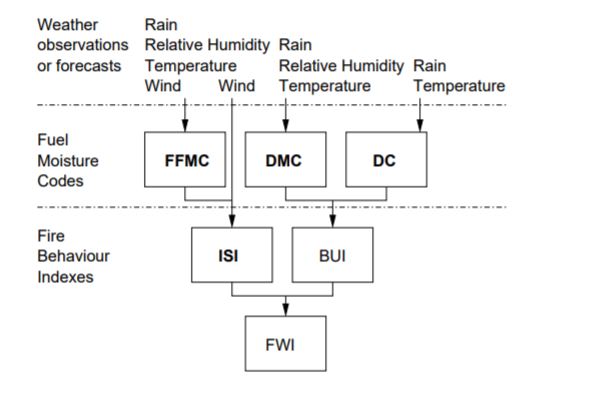 Weather
observations
or forecasts
Rain
Relative Humidity
Temperature
Wind
Wind
Rain
Relative Humidity
Temperature
Rain
Temperature
Fuel
Moisture
Codes
FFMC
DMC
DC
Fire
Behaviour
Indexes
ISI
BUI
FWI